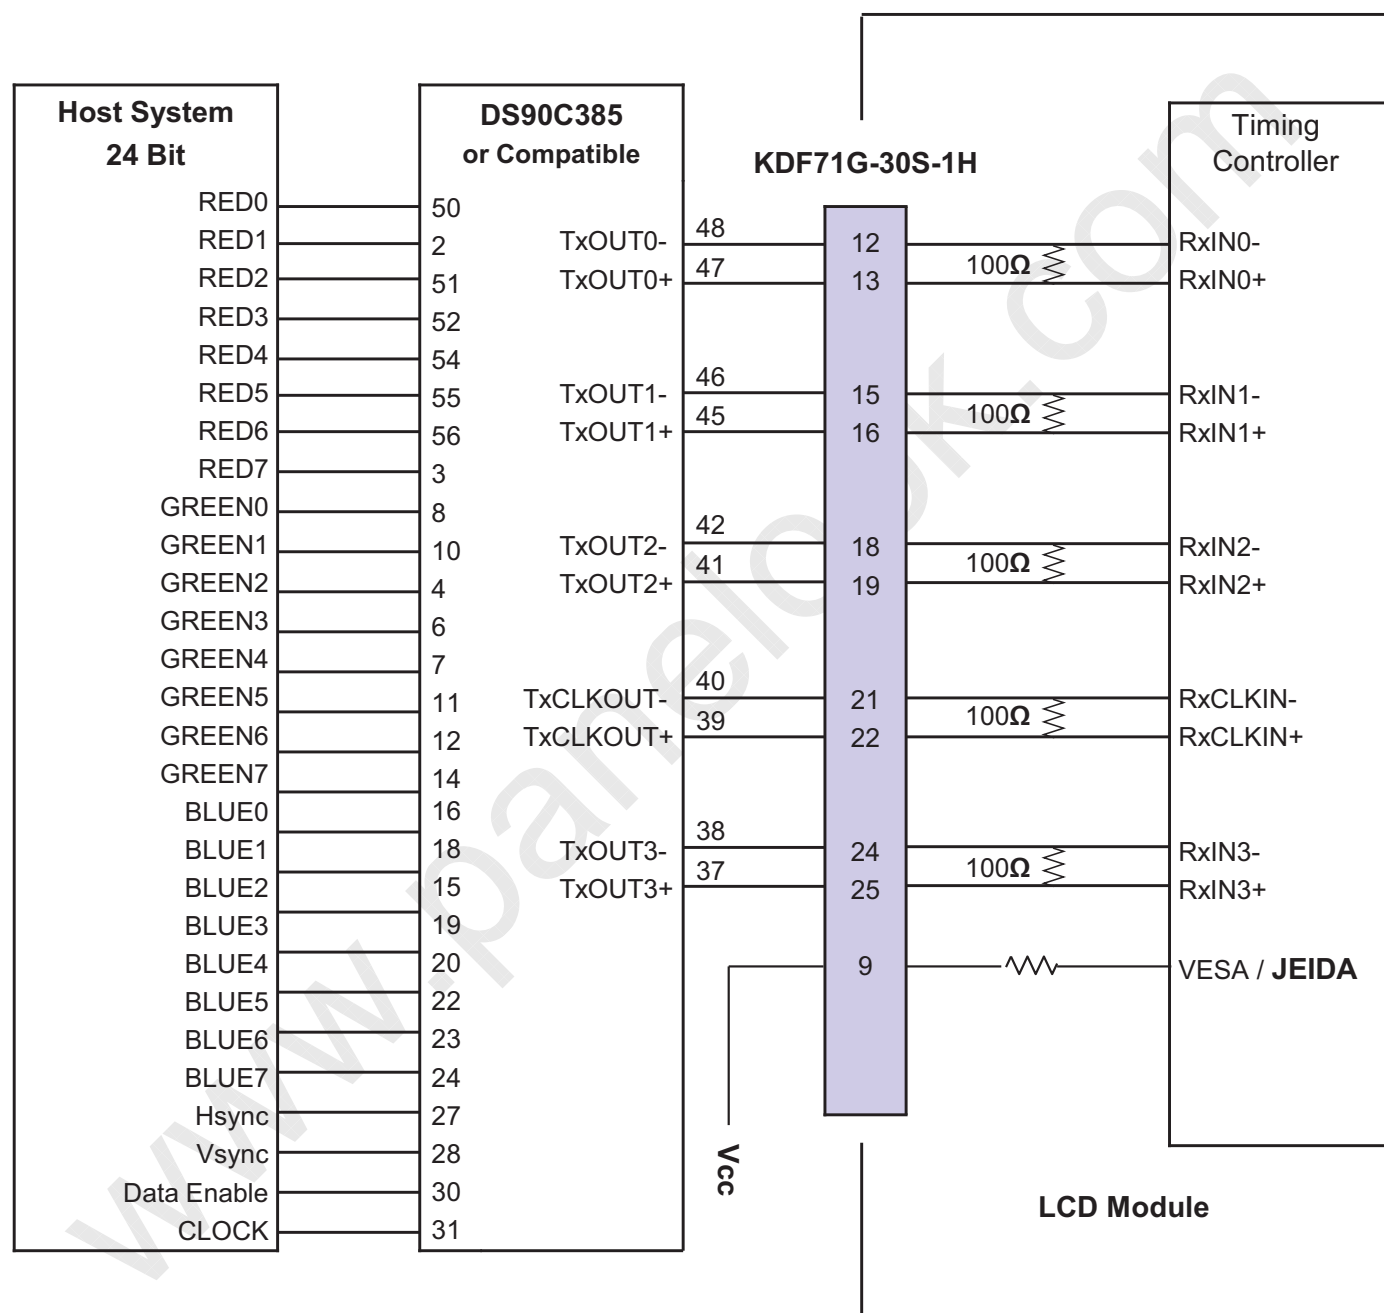 Host System
24 Bit
RED0
RED1
RED2
RED3
RED4
RED5
RED6
RED7
GREEN0
GREEN1
GREEN2
GREEN3
GREEN4
GREEN5
GREEN6
GREEN7
BLUE0
BLUE1
BLUE2
BLUE3
BLUE4
BLUE5
BLUE6
BLUE7
Hsync
Vsync
Data Enable
CLOCK
DS90C385
or Compatible
50
2
51
52
54
55
56
3
8
10
4
6
7
11
12
14
16
18
15
19
20
22
23
24
27
28
30
31
TxOUT0-
TxOUT0+
TxOUT1-
TxOUT1+
TxOUT2-
TxOUT2+
TxCLKOUT-
TxCLKOUT+
TxOUT3-
TxOUT3+
48
47
46
45
42
41
40
39
38
37
Vcc
KDF71G-30S-1H
12
13
15
16
18
19
21
22
24
25
9
100Ω
100Ω
100Ω
100Ω
100Ω
Timing
Controller
RxIN0-
RxIN0+
RxIN1-
RxIN1+
RxIN2-
RxIN2+
RxCLKIN-
RxCLKIN+
RxIN3-
RxIN3+
VESA / JEIDA
LCD Module
www.panelook.com